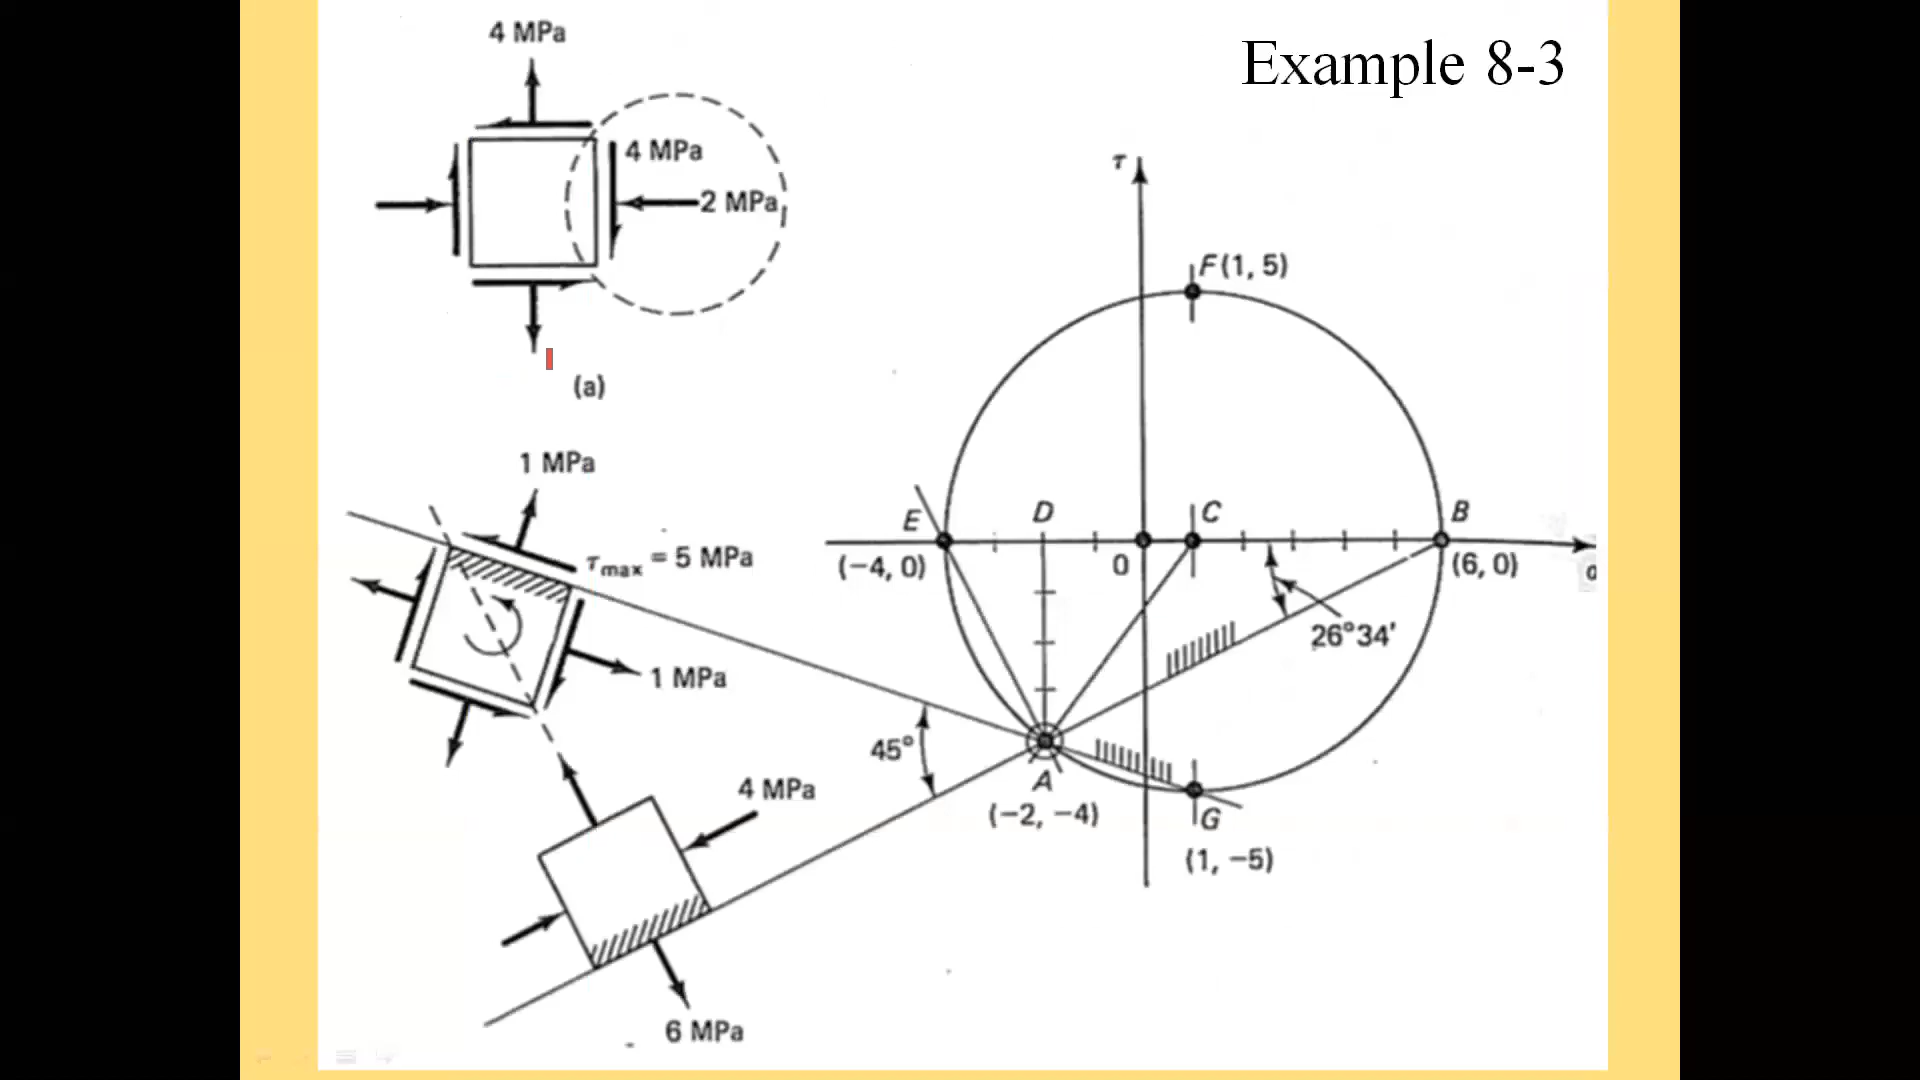 4 MPa
Example 8-3
4 MPa
2 MPa
(a)
τ
F(1, 5)
1 MPa
τmax = 5 MPa
1 MPa
E
D
C
B
(−4, 0)
0
(6, 0)
26°34'
45°
A
(−2, −4)
G
(1, −5)
4 MPa
6 MPa